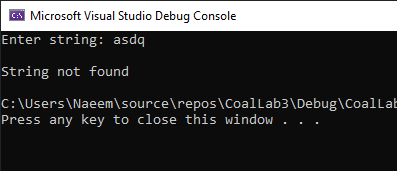 Microsoft Visual Studio Debug Console
Enter string: asdq
String not found
C:\Users\Naeem\source\repos\CoalLab3\Debug\CoalLab
Press any key to close this window . . .